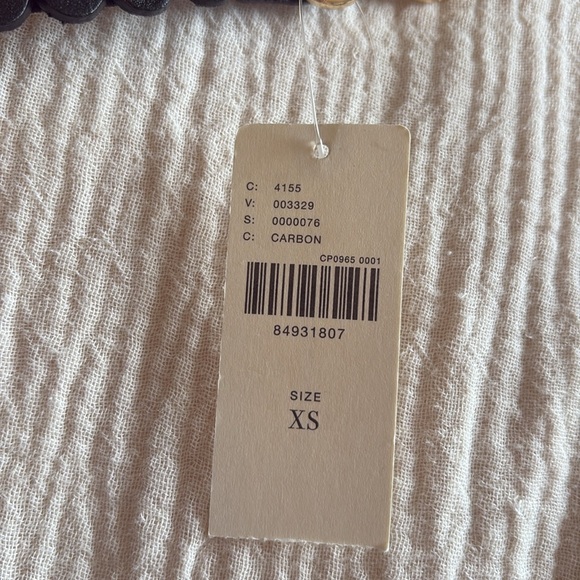 C: 4155
V: 003329
S: 0000076
C: CARBON
CP0965 0001
84931807
SIZE
XS